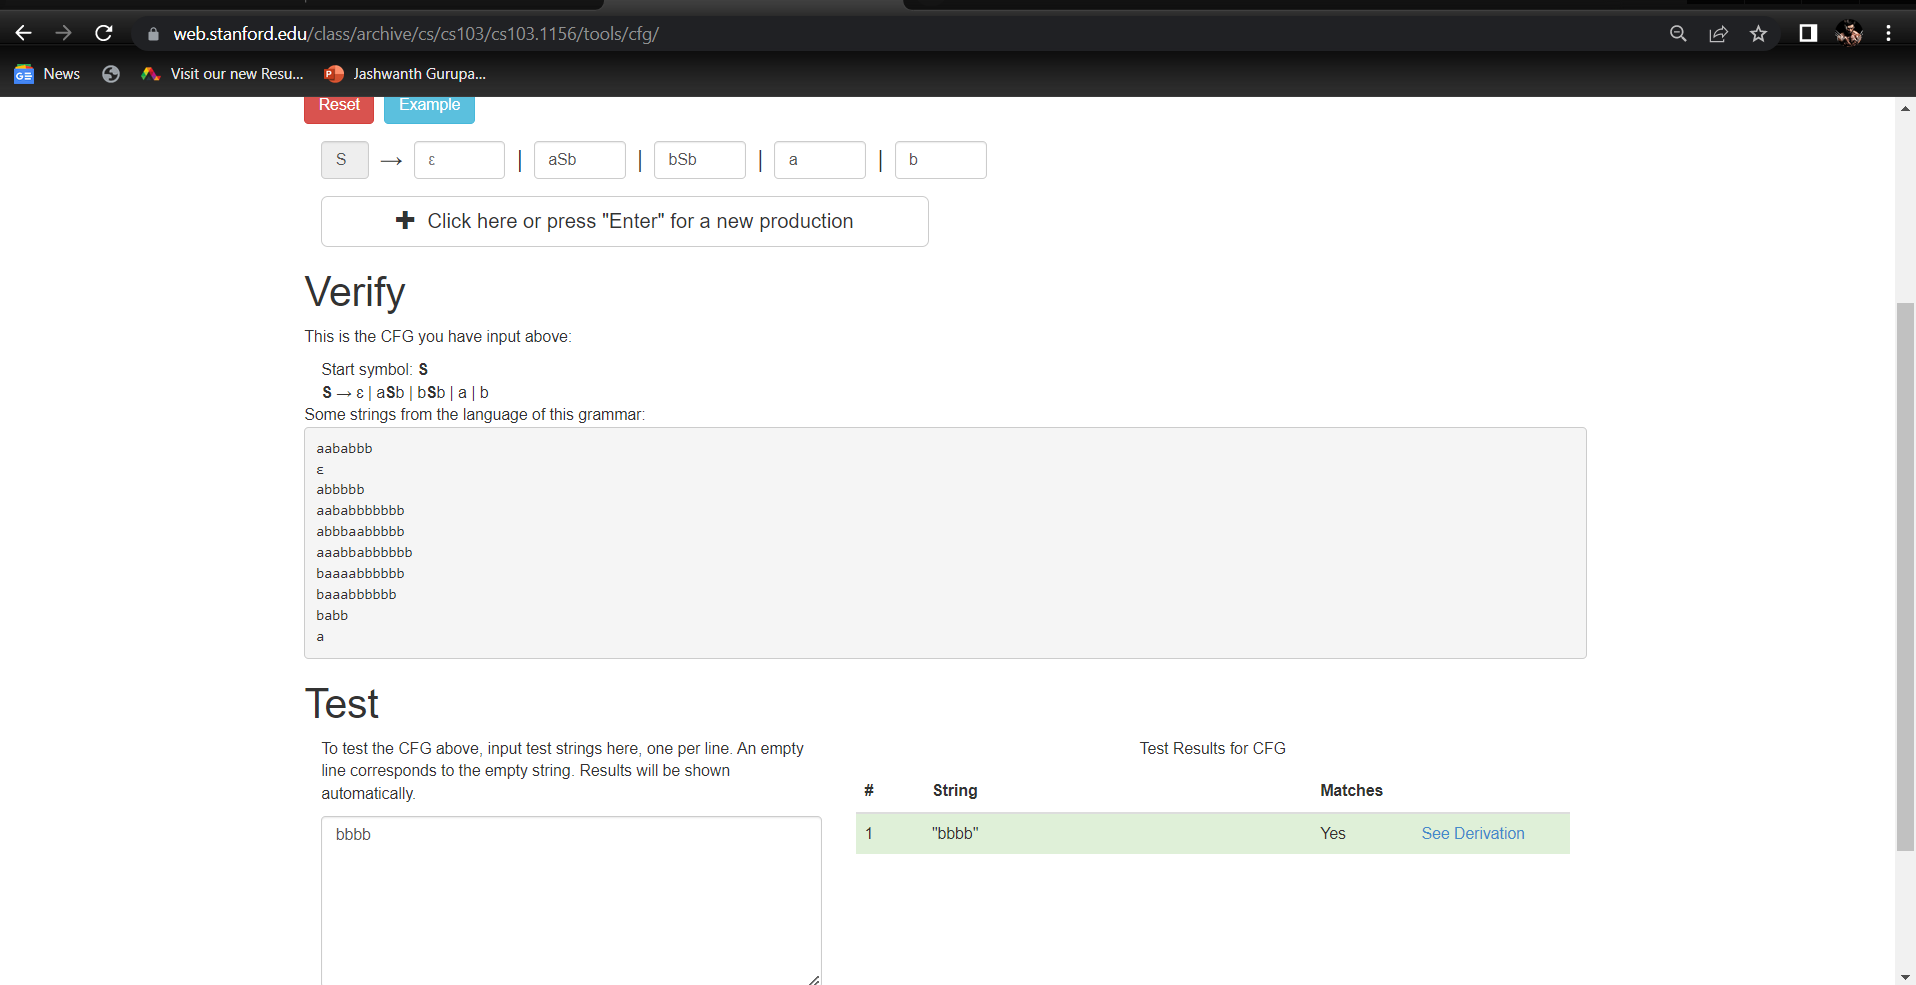 web.stanford.edu/class/archive/cs/cs103/cs103.1156/tools/cfg/
GE News Visit our new Resu... P Jashwanth Gurupa...
Reset Example
S → ε | aSb | bSb | a | b
+ Click here or press "Enter" for a new production
Verify
This is the CFG you have input above:
Start symbol: S
S → ε | aSb | bSb | a | b
Some strings from the language of this grammar:
aababbb
ε
abbbbb
aababbbbbbb
abbbaabbbbb
aaabbabbbbbb
baaaabbbbbb
baaabbbbbb
babb
a
Test
To test the CFG above, input test strings here, one per line. An empty
line corresponds to the empty string. Results will be shown
automatically.
bbbb
Test Results for CFG
# String Matches
1 "bbbb" Yes See Derivation